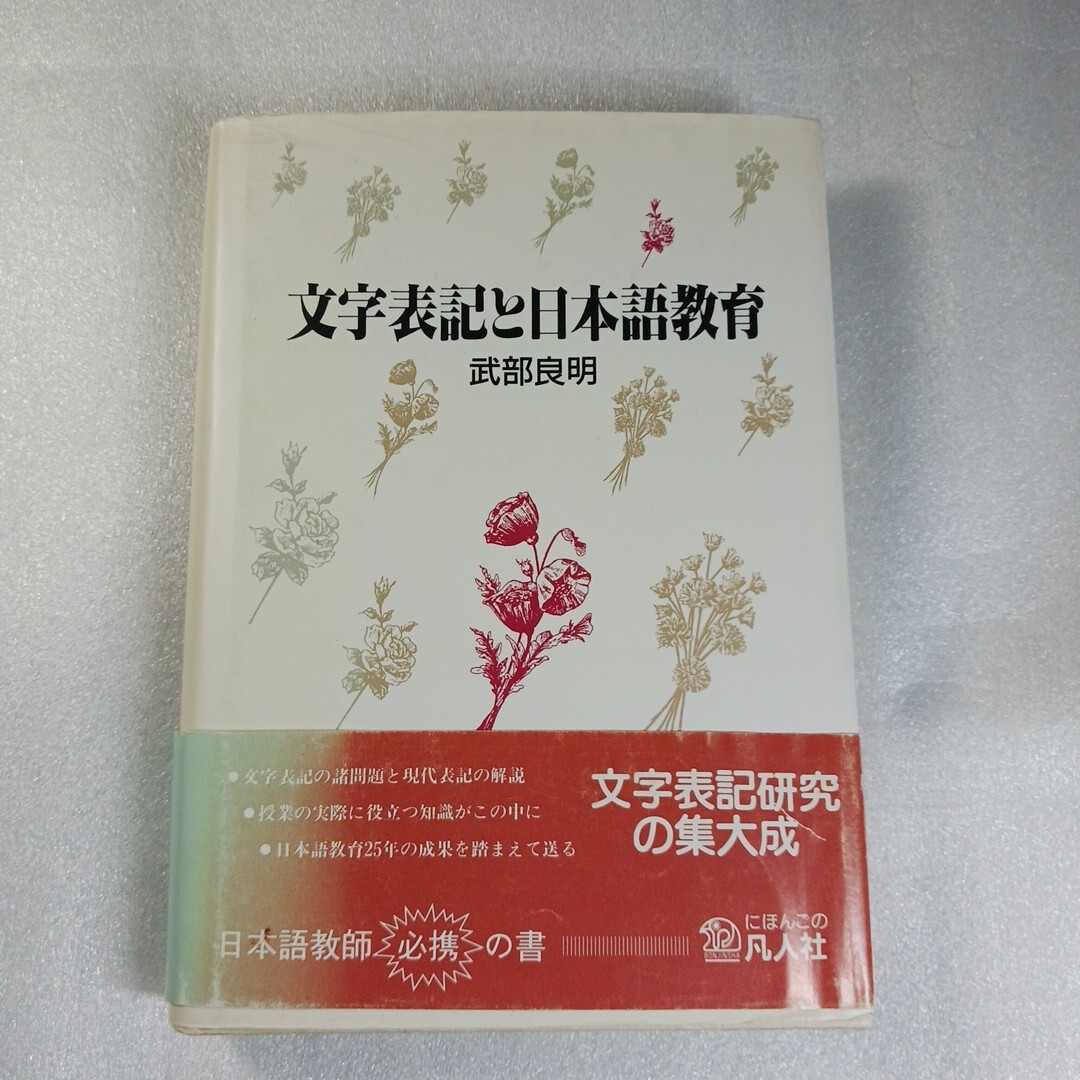 文字表記と日本語教育
武部良明
●文字表記の諸問題と現代表記の解説
●授業の実際に役立つ知識がこの中に
●日本語教育25年の成果を踏まえて送る
文字表記研究
の集大成
日本語教師必携の書
にほんごの
凡人社